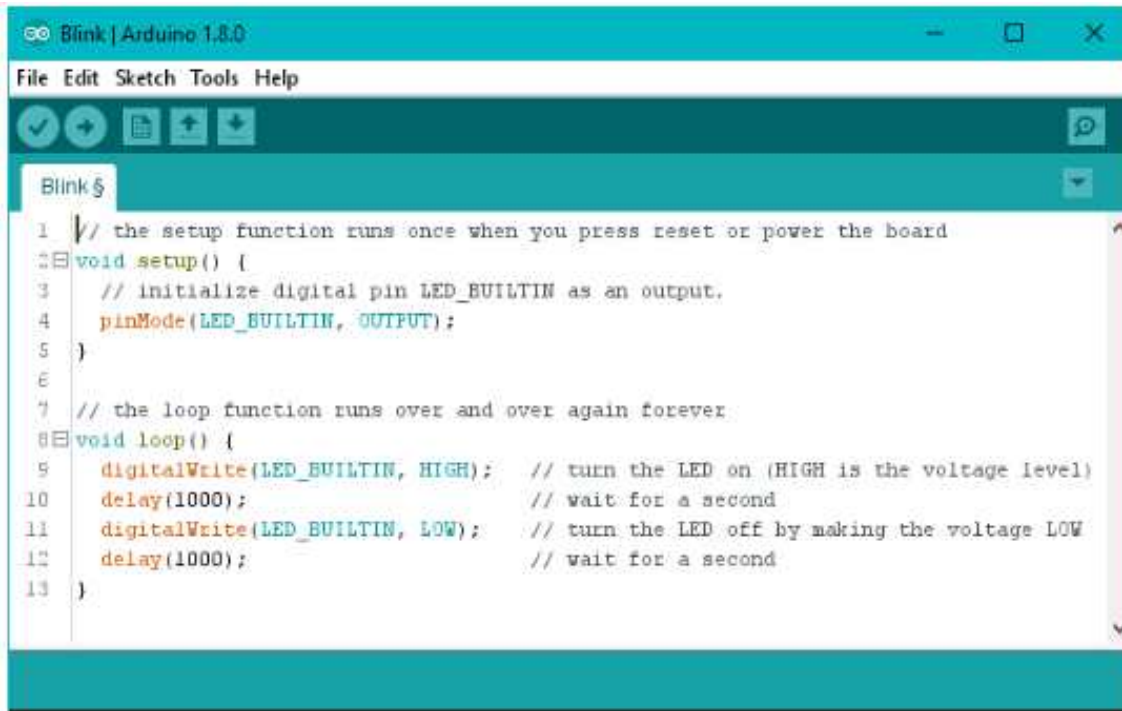 Blink | Arduino 1.8.0
File Edit Sketch Tools Help
Blink §
1 // the setup function runs once when you press reset or power the board
2 void setup() {
3 // initialize digital pin LED_BUILTIN as an output.
4 pinMode(LED_BUILTIN, OUTPUT);
5 }
6
7 // the loop function runs over and over again forever
8 void loop() {
9 digitalWrite(LED_BUILTIN, HIGH); // turn the LED on (HIGH is the voltage level)
10 delay(1000); // wait for a second
11 digitalWrite(LED_BUILTIN, LOW); // turn the LED off by making the voltage LOW
12 delay(1000); // wait for a second
13 }